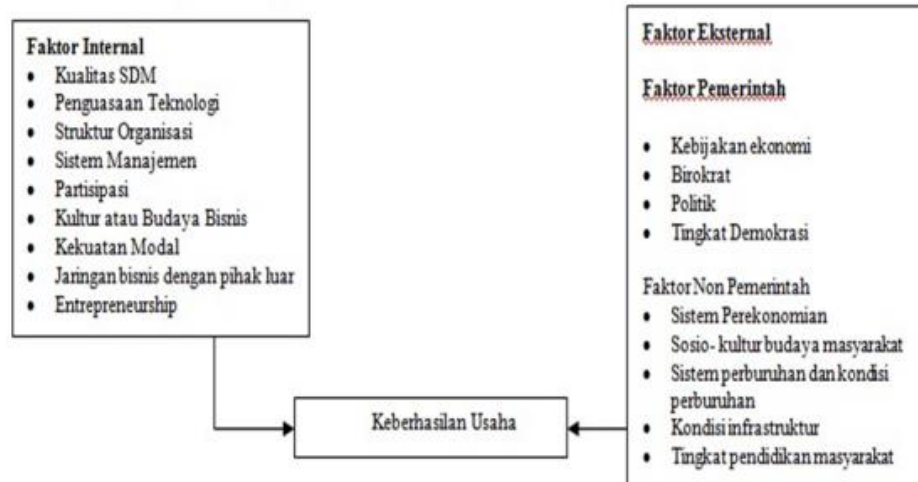 Faktor Internal
• Kualitas SDM
• Penguasaan Teknologi
• Struktur Organisasi
• Sistem Manajemen
• Partisipasi
• Kultur atau Budaya Bisnis
• Kekuatan Modal
• Jaringan bisnis dengan pihak luar
• Entrepreneurship
Faktor Eksternal
Faktor Pemerintah
• Kebijakan ekonomi
• Birokrat
• Politik
• Tingkat Demokrasi
Faktor Non Pemerintah
• Sistem Perekonomian
• Sosio- kultur budaya masyarakat
• Sistem perburuhan dan kondisi
perburuhan
• Kondisi infrastruktur
• Tingkat pendidikan masyarakat
Keberhasilan Usaha